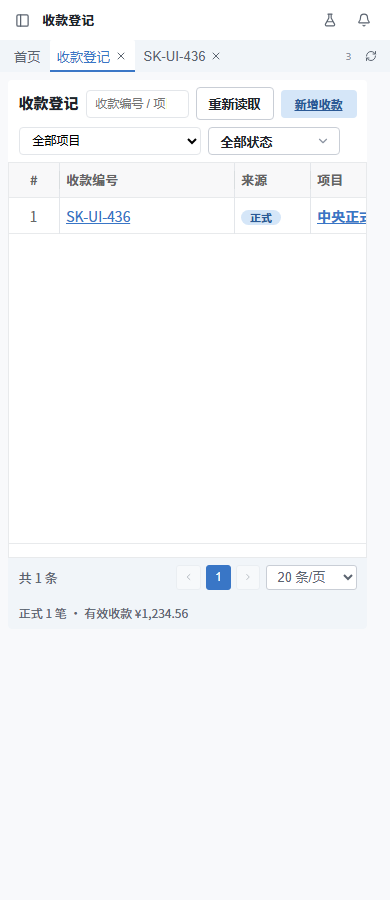 收款登记
首页 收款登记 × SK-UI-436 × 3
收款登记 收款编号 / 项 重新读取 新增收款
全部项目 全部状态
# 收款编号 来源 项目
1 SK-UI-436 正式 中央正式
共 1 条 1 20 条/页
正式 1 笔 · 有效收款 ¥1,234.56